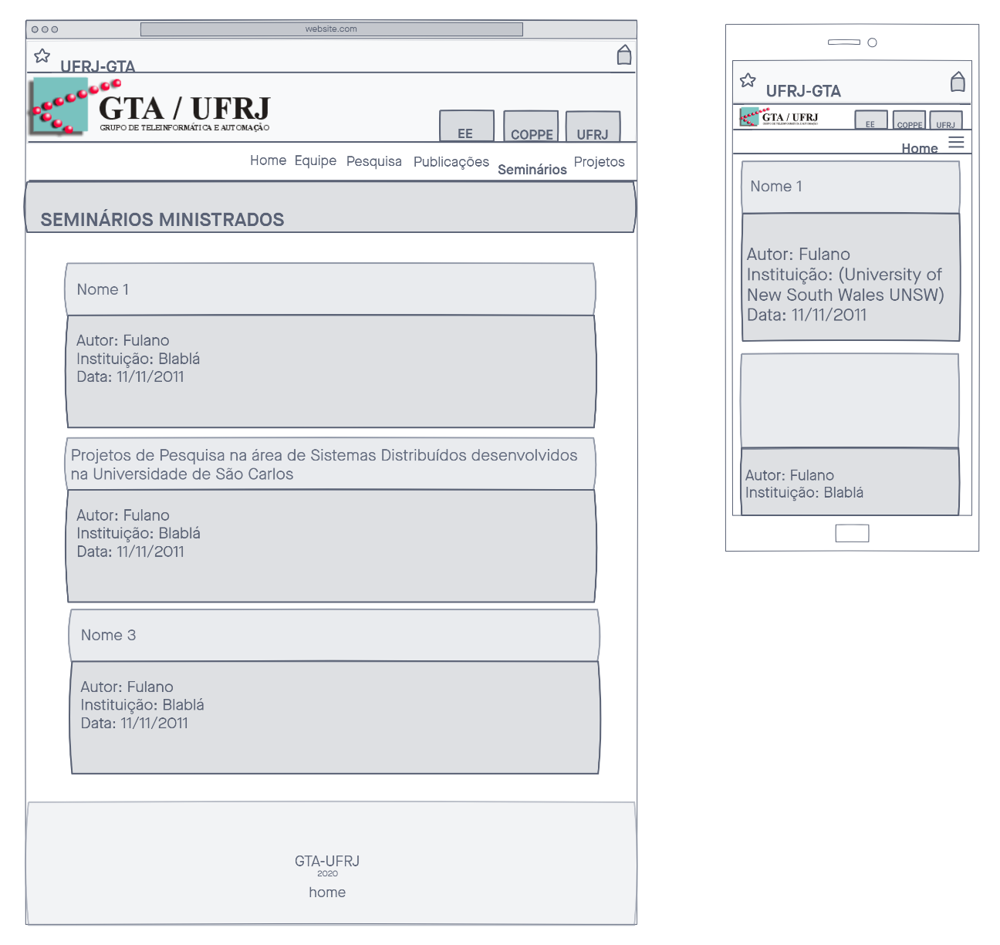 website.com
UFRJ-GTA
GTA / UFRJ
GRUPO DE TELEINFORMÁTICA E AUTOMAÇÃO
EE COPPE UFRJ
Home Equipe Pesquisa Publicações Seminários Projetos
SEMINÁRIOS MINISTRADOS
Nome 1
Autor: Fulano
Instituição: Blablá
Data: 11/11/2011
Projetos de Pesquisa na área de Sistemas Distribuídos desenvolvidos
na Universidade de São Carlos
Autor: Fulano
Instituição: Blablá
Data: 11/11/2011
Nome 3
Autor: Fulano
Instituição: Blablá
Data: 11/11/2011
GTA-UFRJ
2020
home
UFRJ-GTA
GTA / UFRJ
GRUPO DE TELEINFORMÁTICA E AUTOMAÇÃO
EE COPPE UFRJ
Home
Nome 1
Autor: Fulano
Instituição: (University of
New South Wales UNSW)
Data: 11/11/2011
Autor: Fulano
Instituição: Blablá